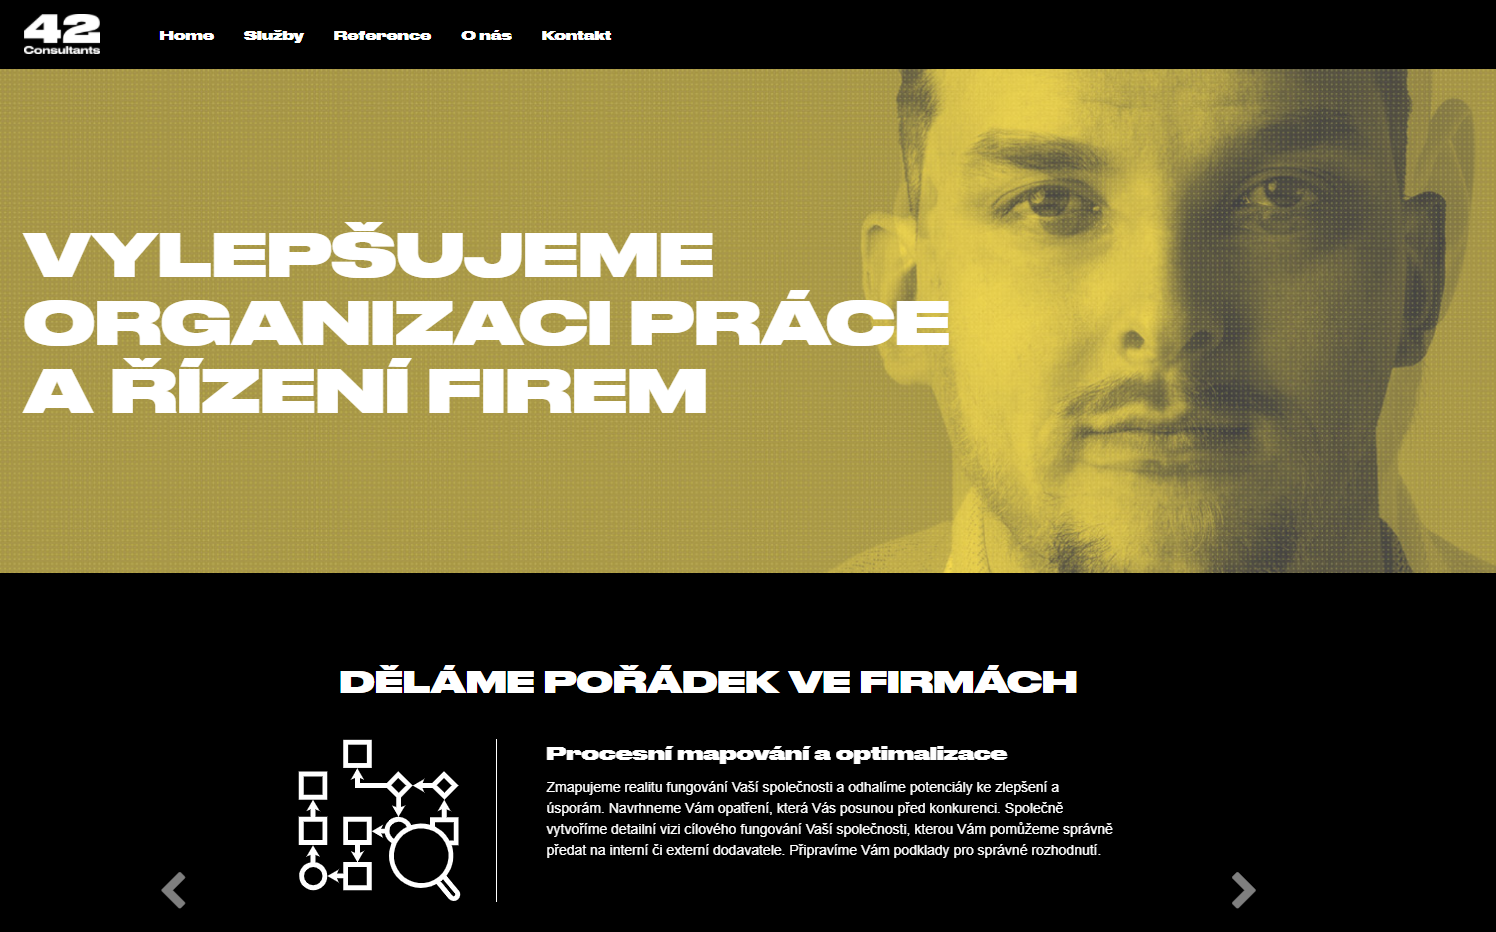 42
Consultants
Home Služby Reference O nás Kontakt
VYLEPŠUJEME
ORGANIZACI PRÁCE
A ŘÍZENÍ FIREM
DĚLÁME POŘÁDEK VE FIRMÁCH
Procesní mapování a optimalizace
Zmapujeme realitu fungování Vaší společnosti a odhalíme potenciály ke zlepšení a
úsporám. Navrhneme Vám opatření, která Vás posunou před konkurenci. Společně
vytvoříme detailní vizi cílového fungování Vaší společnosti, kterou Vám pomůžeme správně
předat na interní či externí dodavatele. Připravíme Vám podklady pro správné rozhodnutí.